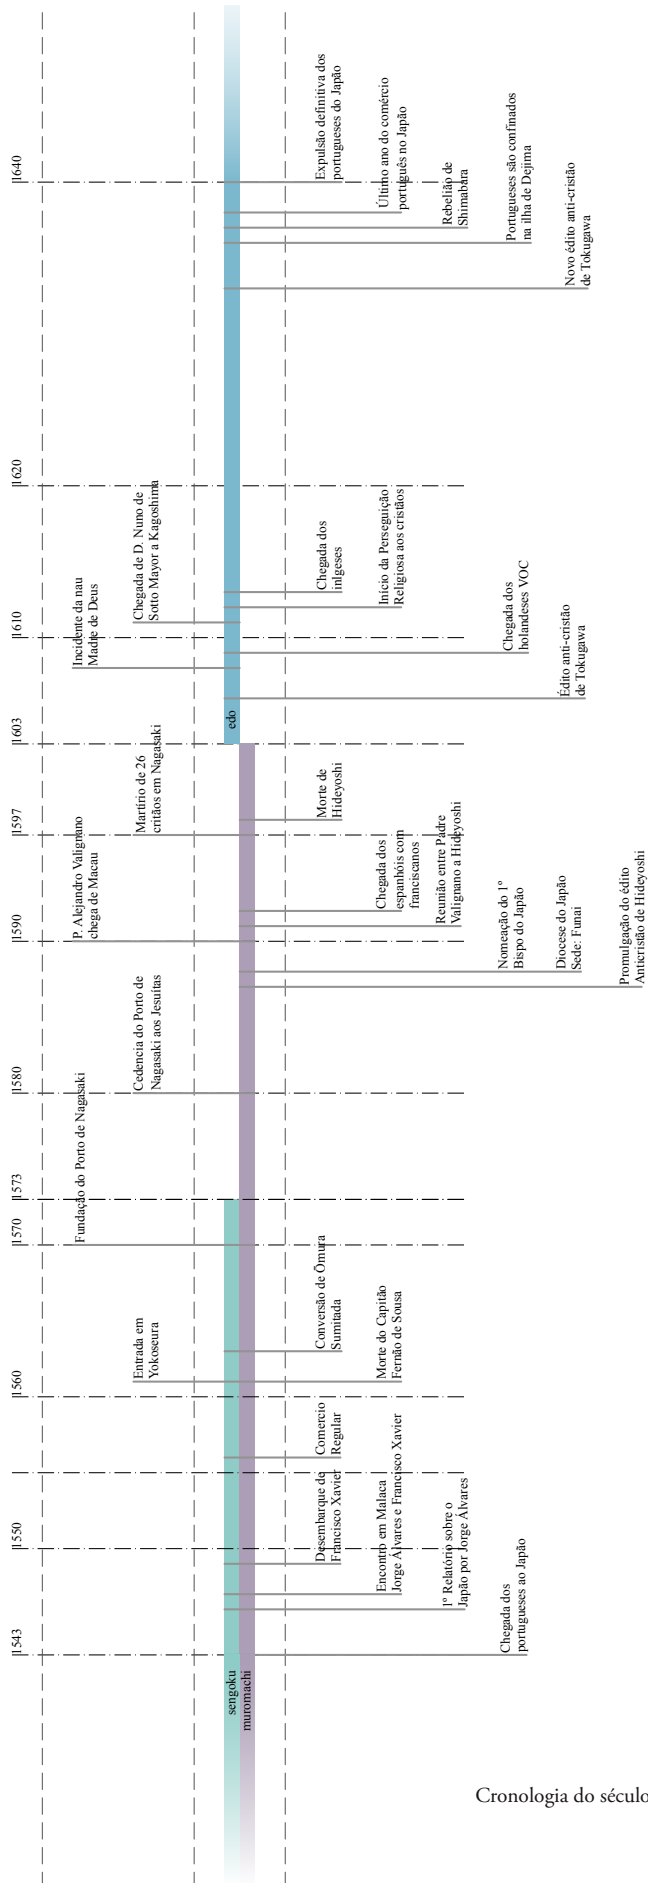 1543
1550
1560
1570
1573
1580
1590
1597
1603
1610
1620
1640
Entrada em
Yokoseura
Fundação do Porto de Nagasaki
Cedencia do Porto de
Nagasaki aos Jesuítas
P. Alejandro Valignano
chega de Macau
Martírio de 26
critãos em Nagasaki
Incidente da nau
Madre de Deus
Chegada de D. Nuno de
Sotto Mayor a Kagoshima
sengoku
muromachi
edo
Chegada dos
portugueses ao Japão
1º Relatório sobre o
Japão por Jorge Álvares
Encontro em Malaca
Jorge Álvares e Francisco Xavier
Desembarque de
Francisco Xavier
Comercio
Regular
Morte do Capitão
Fernão de Sousa
Conversão de Ōmura
Sumitada
Promulgação do édito
Anticristão de Hideyoshi
Diocese do Japão
Sede: Funai
Nomeação do 1º
Bispo do Japão
Reunião entre Padre
Valignano a Hideyoshi
Chegada dos
espanhóis com
franciscanos
Morte de
Hideyoshi
Édito anti-cristão
de Tokugawa
Chegada dos
holandeses VOC
Inicio da Perseguição
Religiosa aos cristãos
Chegada dos
inlgeses
Novo édito anti-cristão
de Tokugawa
Portugueses são confinados
na ilha de Dejima
Rebelião de
Shimabara
Último ano do comércio
português no Japão
Expulsão definitiva dos
portugueses do Japão
Cronologia do século